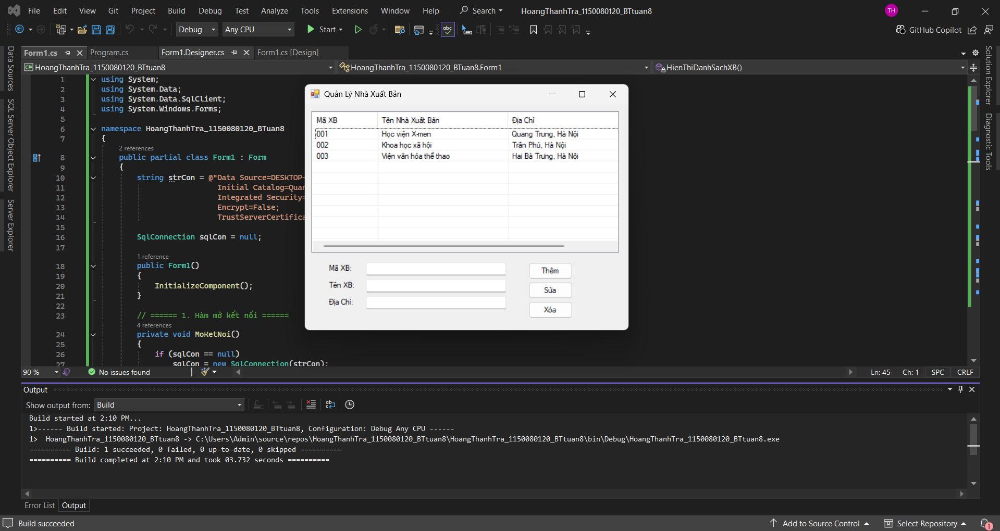 File Edit View Git Project Build Debug Test Analyze Tools Extensions Window Help Search HoangThanhTra_1150080120_BTtuan8 TH
Debug Any CPU Start abc GitHub Copilot
Form1.cs Program.cs Form1.Designer.cs Form1.cs [Design]
C# HoangThanhTra_1150080120_BTtuan8 HoangThanhTra_1150080120_BTuan8.Form1 HienThiDanhSachXB()
Data Sources
SQL Server Object Explorer
Server Explorer
Solution Explorer
Diagnostic Tools
1 using System;
2 using System.Data;
3 using System.Data.SqlClient;
4 using System.Windows.Forms;
5
6 namespace HoangThanhTra_1150080120_BTuan8
7 {
2 references
8 public partial class Form1 : Form
9 {
10 string strCon = @"Data Source=DESKTOP-
11 Initial Catalog=Quan
12 Integrated Security=
13 Encrypt=False;
14 TrustServerCertifica
15
16 SqlConnection sqlCon = null;
17
1 reference
18 public Form1()
19 {
20 InitializeComponent();
21 }
22
23 // ====== 1. Hàm mở kết nối ======
4 references
24 private void MoKetNoi()
25 {
26 if (sqlCon == null)
27 sqlCon = new SqlConnection(strCon);
Quản Lý Nhà Xuất Bản
Mã XB Tên Nhà Xuất Bản Địa Chỉ
001 Học viện X-men Quang Trung, Hà Nội
002 Khoa học xã hội Trần Phú, Hà Nội
003 Viện văn hóa thể thao Hai Bà Trưng, Hà Nội
Mã XB: Thêm
Tên XB: Sửa
Địa Chỉ: Xóa
90 % No issues found Ln: 45 Ch: 1 SPC CRLF
Output
Show output from: Build
Build started at 2:10 PM...
1>------ Build started: Project: HoangThanhTra_1150080120_BTtuan8, Configuration: Debug Any CPU ------
1> HoangThanhTra_1150080120_BTtuan8 -> C:\Users\Admin\source\repos\HoangThanhTra_1150080120_BTtuan8\HoangThanhTra_1150080120_BTtuan8\bin\Debug\HoangThanhTra_1150080120_BTtuan8.exe
========== Build: 1 succeeded, 0 failed, 0 up-to-date, 0 skipped ==========
========== Build completed at 2:10 PM and took 03.732 seconds ==========
Error List Output
Build succeeded Add to Source Control Select Repository 1